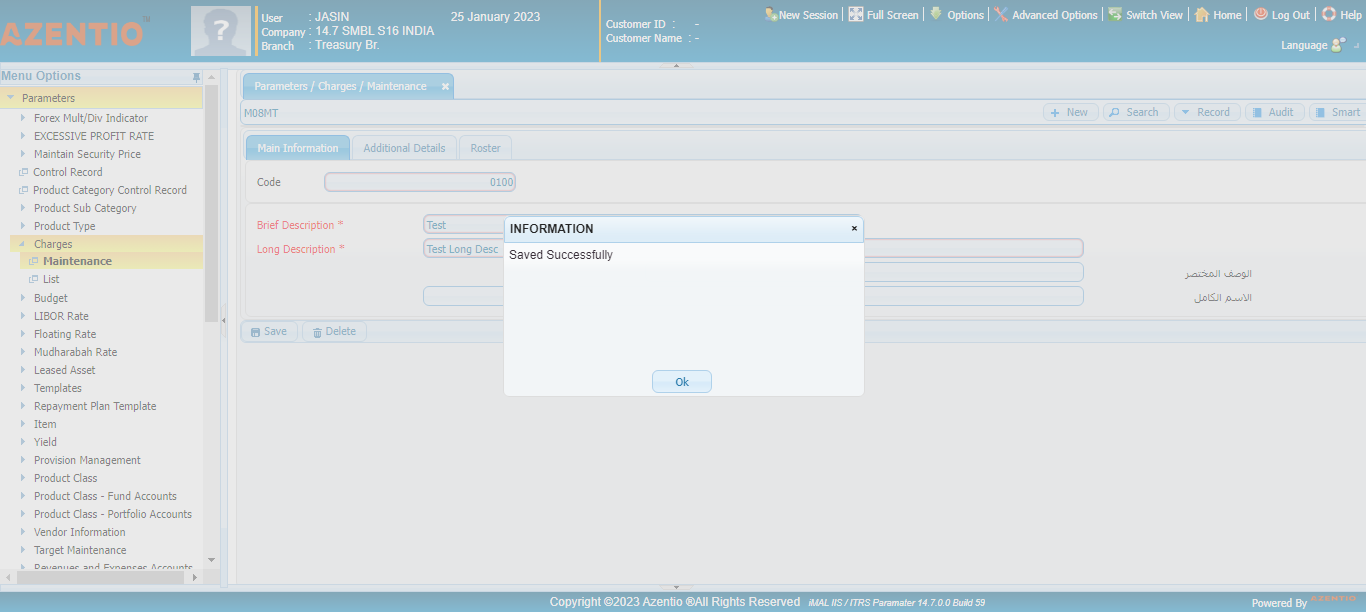 AZENTIO™
?
User : JASIN 25 January 2023
Company : 14.7 SMBL S16 INDIA
Branch : Treasury Br.
Customer ID : -
Customer Name : -
New Session Full Screen Options Advanced Options Switch View Home Log Out Help
Language
Menu Options
Parameters
Forex Mult/Div Indicator
EXCESSIVE PROFIT RATE
Maintain Security Price
Control Record
Product Category Control Record
Product Sub Category
Product Type
Charges
Maintenance
List
Budget
LIBOR Rate
Floating Rate
Mudharabah Rate
Leased Asset
Templates
Repayment Plan Template
Item
Yield
Provision Management
Product Class
Product Class - Fund Accounts
Product Class - Portfolio Accounts
Vendor Information
Target Maintenance
Revenues and Expenses Accounts
Parameters / Charges / Maintenance
M08MT
New Search Record Audit Smart
Main Information Additional Details Roster
Code 0100
Brief Description * Test
Long Description * Test Long Desc
الوصف المختصر
الاسم الكامل
Save Delete
INFORMATION
Saved Successfully
Ok
Copyright ©2023 Azentio ®All Rights Reserved iMAL IIS / ITRS Paramater 14.7.0.0 Build 59
Powered By AZENTIO